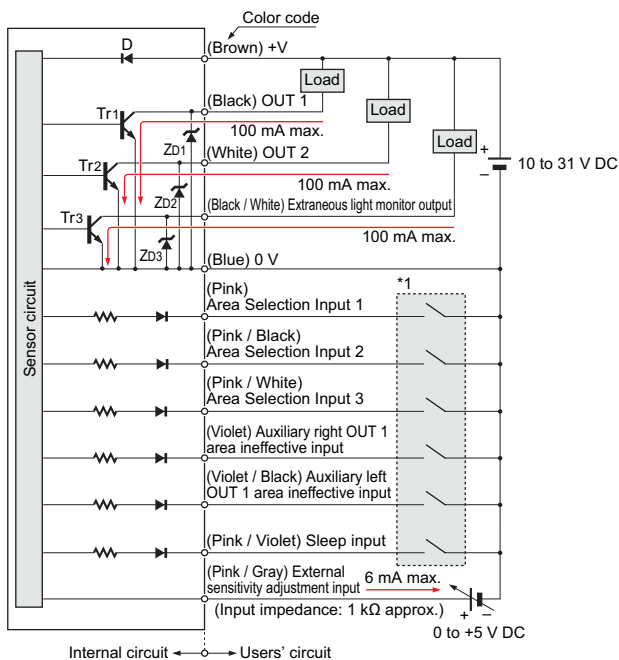 Color code
D
(Brown) +V
Load
Tr1
(Black) OUT 1
Load
100 mA max.
ZD1
Load
+
Tr2
(White) OUT 2
10 to 31 V DC
–
100 mA max.
ZD2
(Black / White) Extraneous light monitor output
Tr3
100 mA max.
ZD3
(Blue) 0 V
*1
Sensor circuit
(Pink)
Area Selection Input 1
(Pink / Black)
Area Selection Input 2
(Pink / White)
Area Selection Input 3
(Violet) Auxiliary right OUT 1
area ineffective input
(Violet / Black) Auxiliary left
OUT 1 area ineffective input
(Pink / Violet) Sleep input
(Pink / Gray) External
sensitivity adjustment input
6 mA max.
(Input impedance: 1 kΩ approx.)
+ –
0 to +5 V DC
Internal circuit
Users' circuit